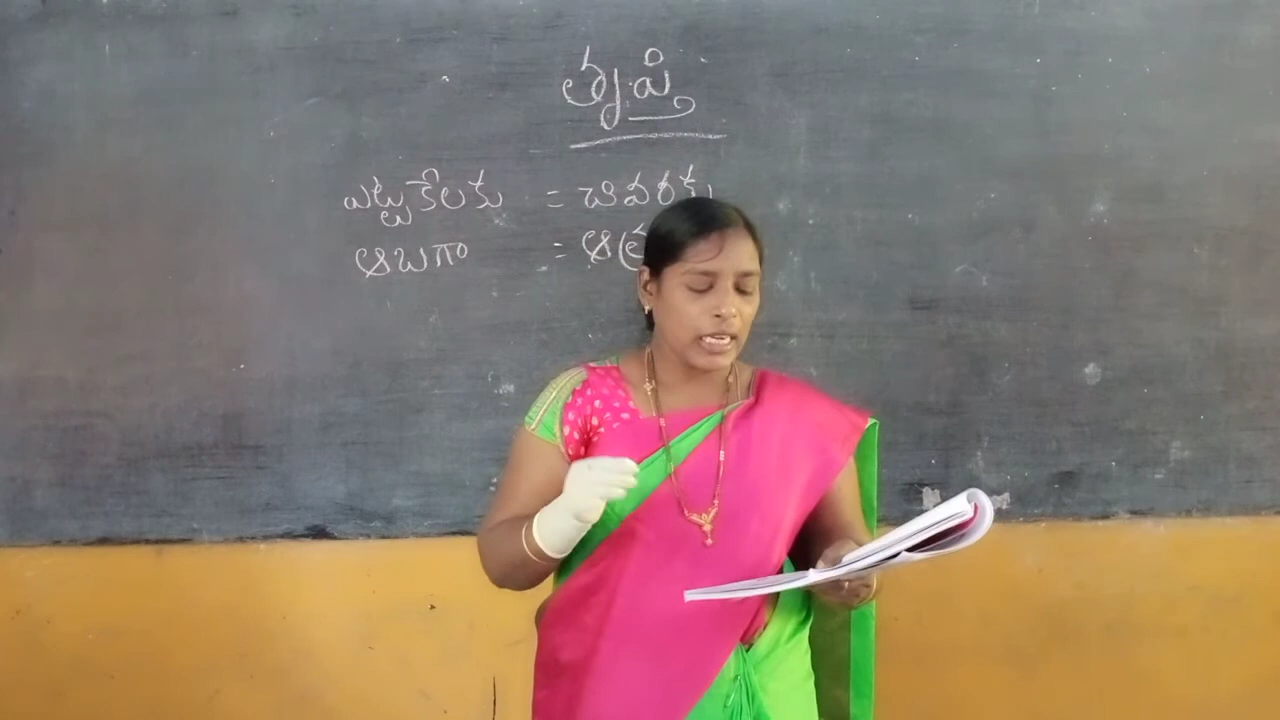 తృప్తి
ఎట్టకేలకు = చివరకు
ఆబగా =